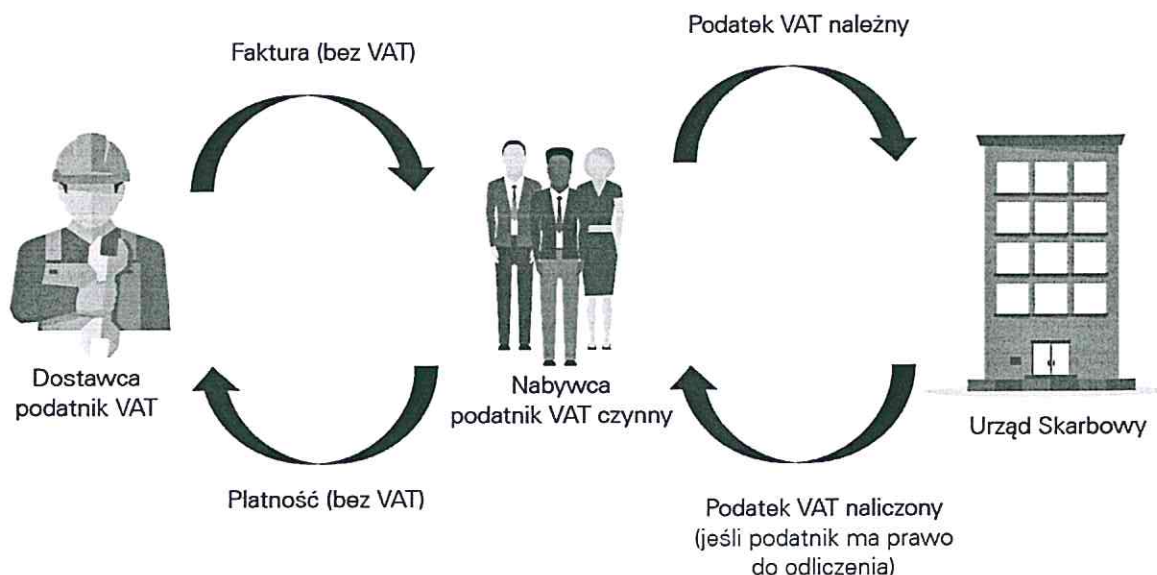 Podatek VAT należny
Faktura (bez VAT)
Dostawca
podatnik VAT
Nabywca
podatnik VAT czynny
Urząd Skarbowy
Płatność (bez VAT)
Podatek VAT naliczony
(jeśli podatnik ma prawo
do odliczenia)